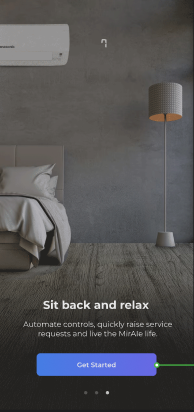 Sit back and relax
Automate controls, quickly raise service
requests and live the MirAIe life.
Get Started